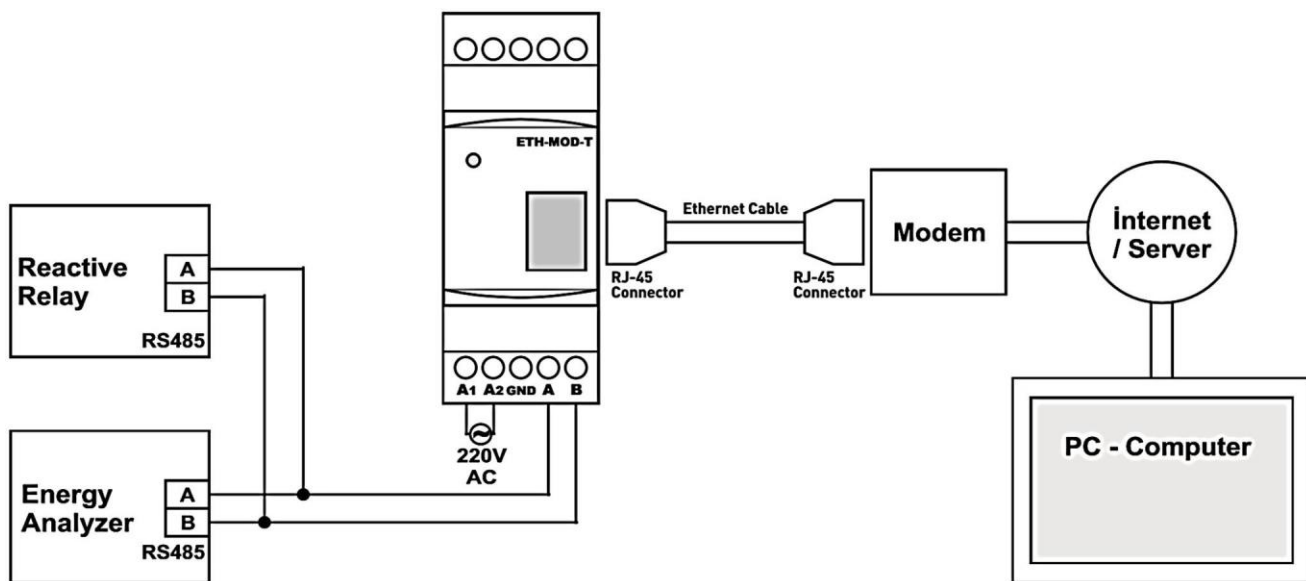 ETH-MOD-T
Reactive
Relay
A
B
RS485
Energy
Analyzer
A
B
RS485
A1 A2 GND A B
220V
AC
Ethernet Cable
RJ-45
Connector
RJ-45
Connector
Modem
İnternet
/ Server
PC - Computer